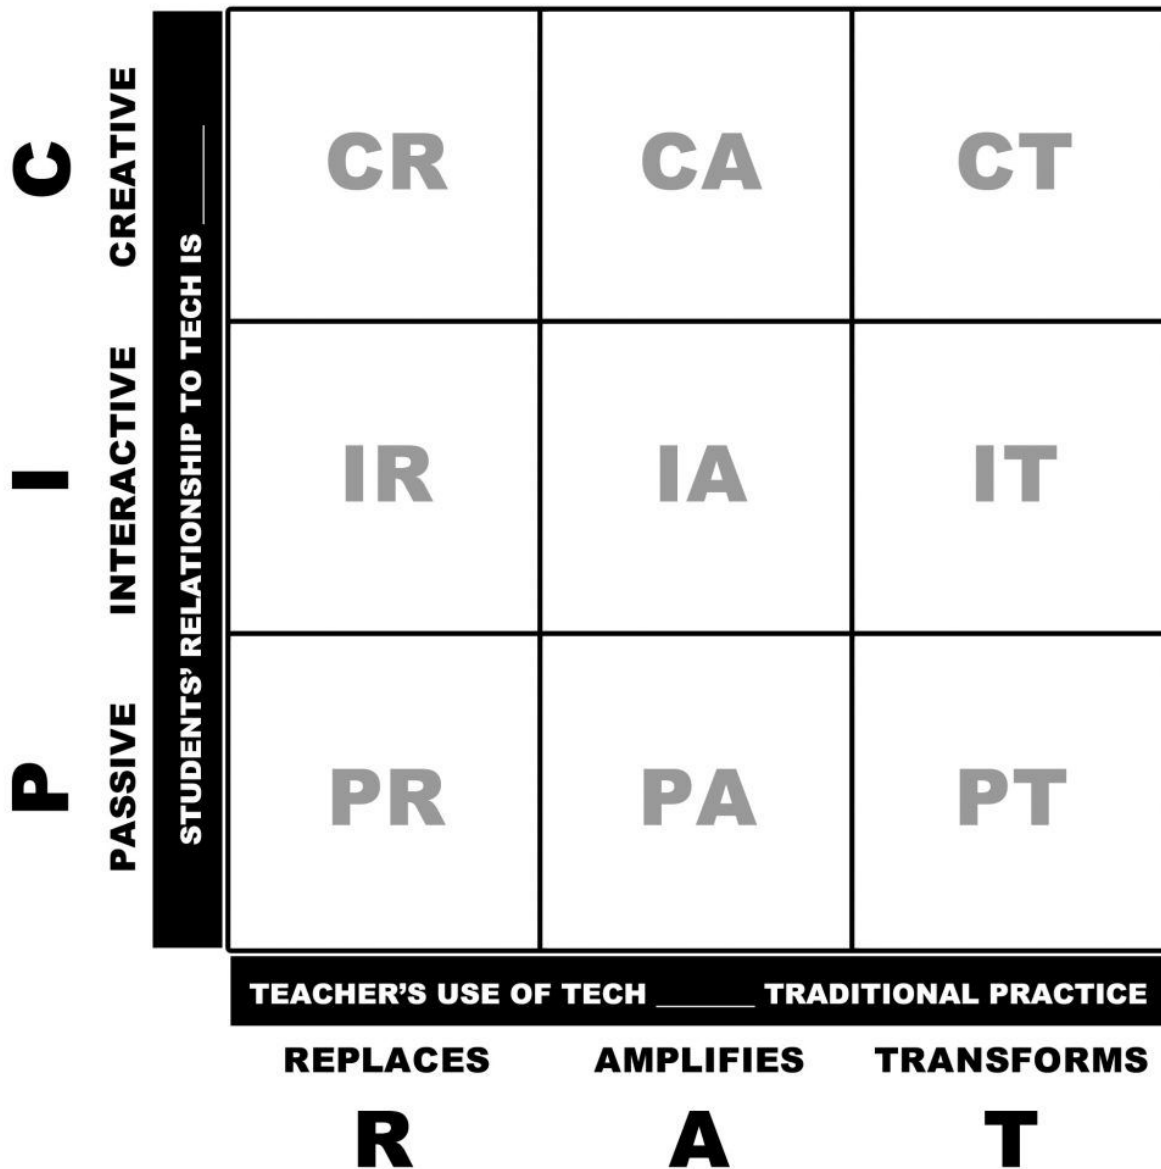 C
CREATIVE
I
INTERACTIVE
P
PASSIVE
STUDENTS' RELATIONSHIP TO TECH IS _____
CR CA CT
IR IA IT
PR PA PT
TEACHER'S USE OF TECH ______ TRADITIONAL PRACTICE
REPLACES AMPLIFIES TRANSFORMS
R A T